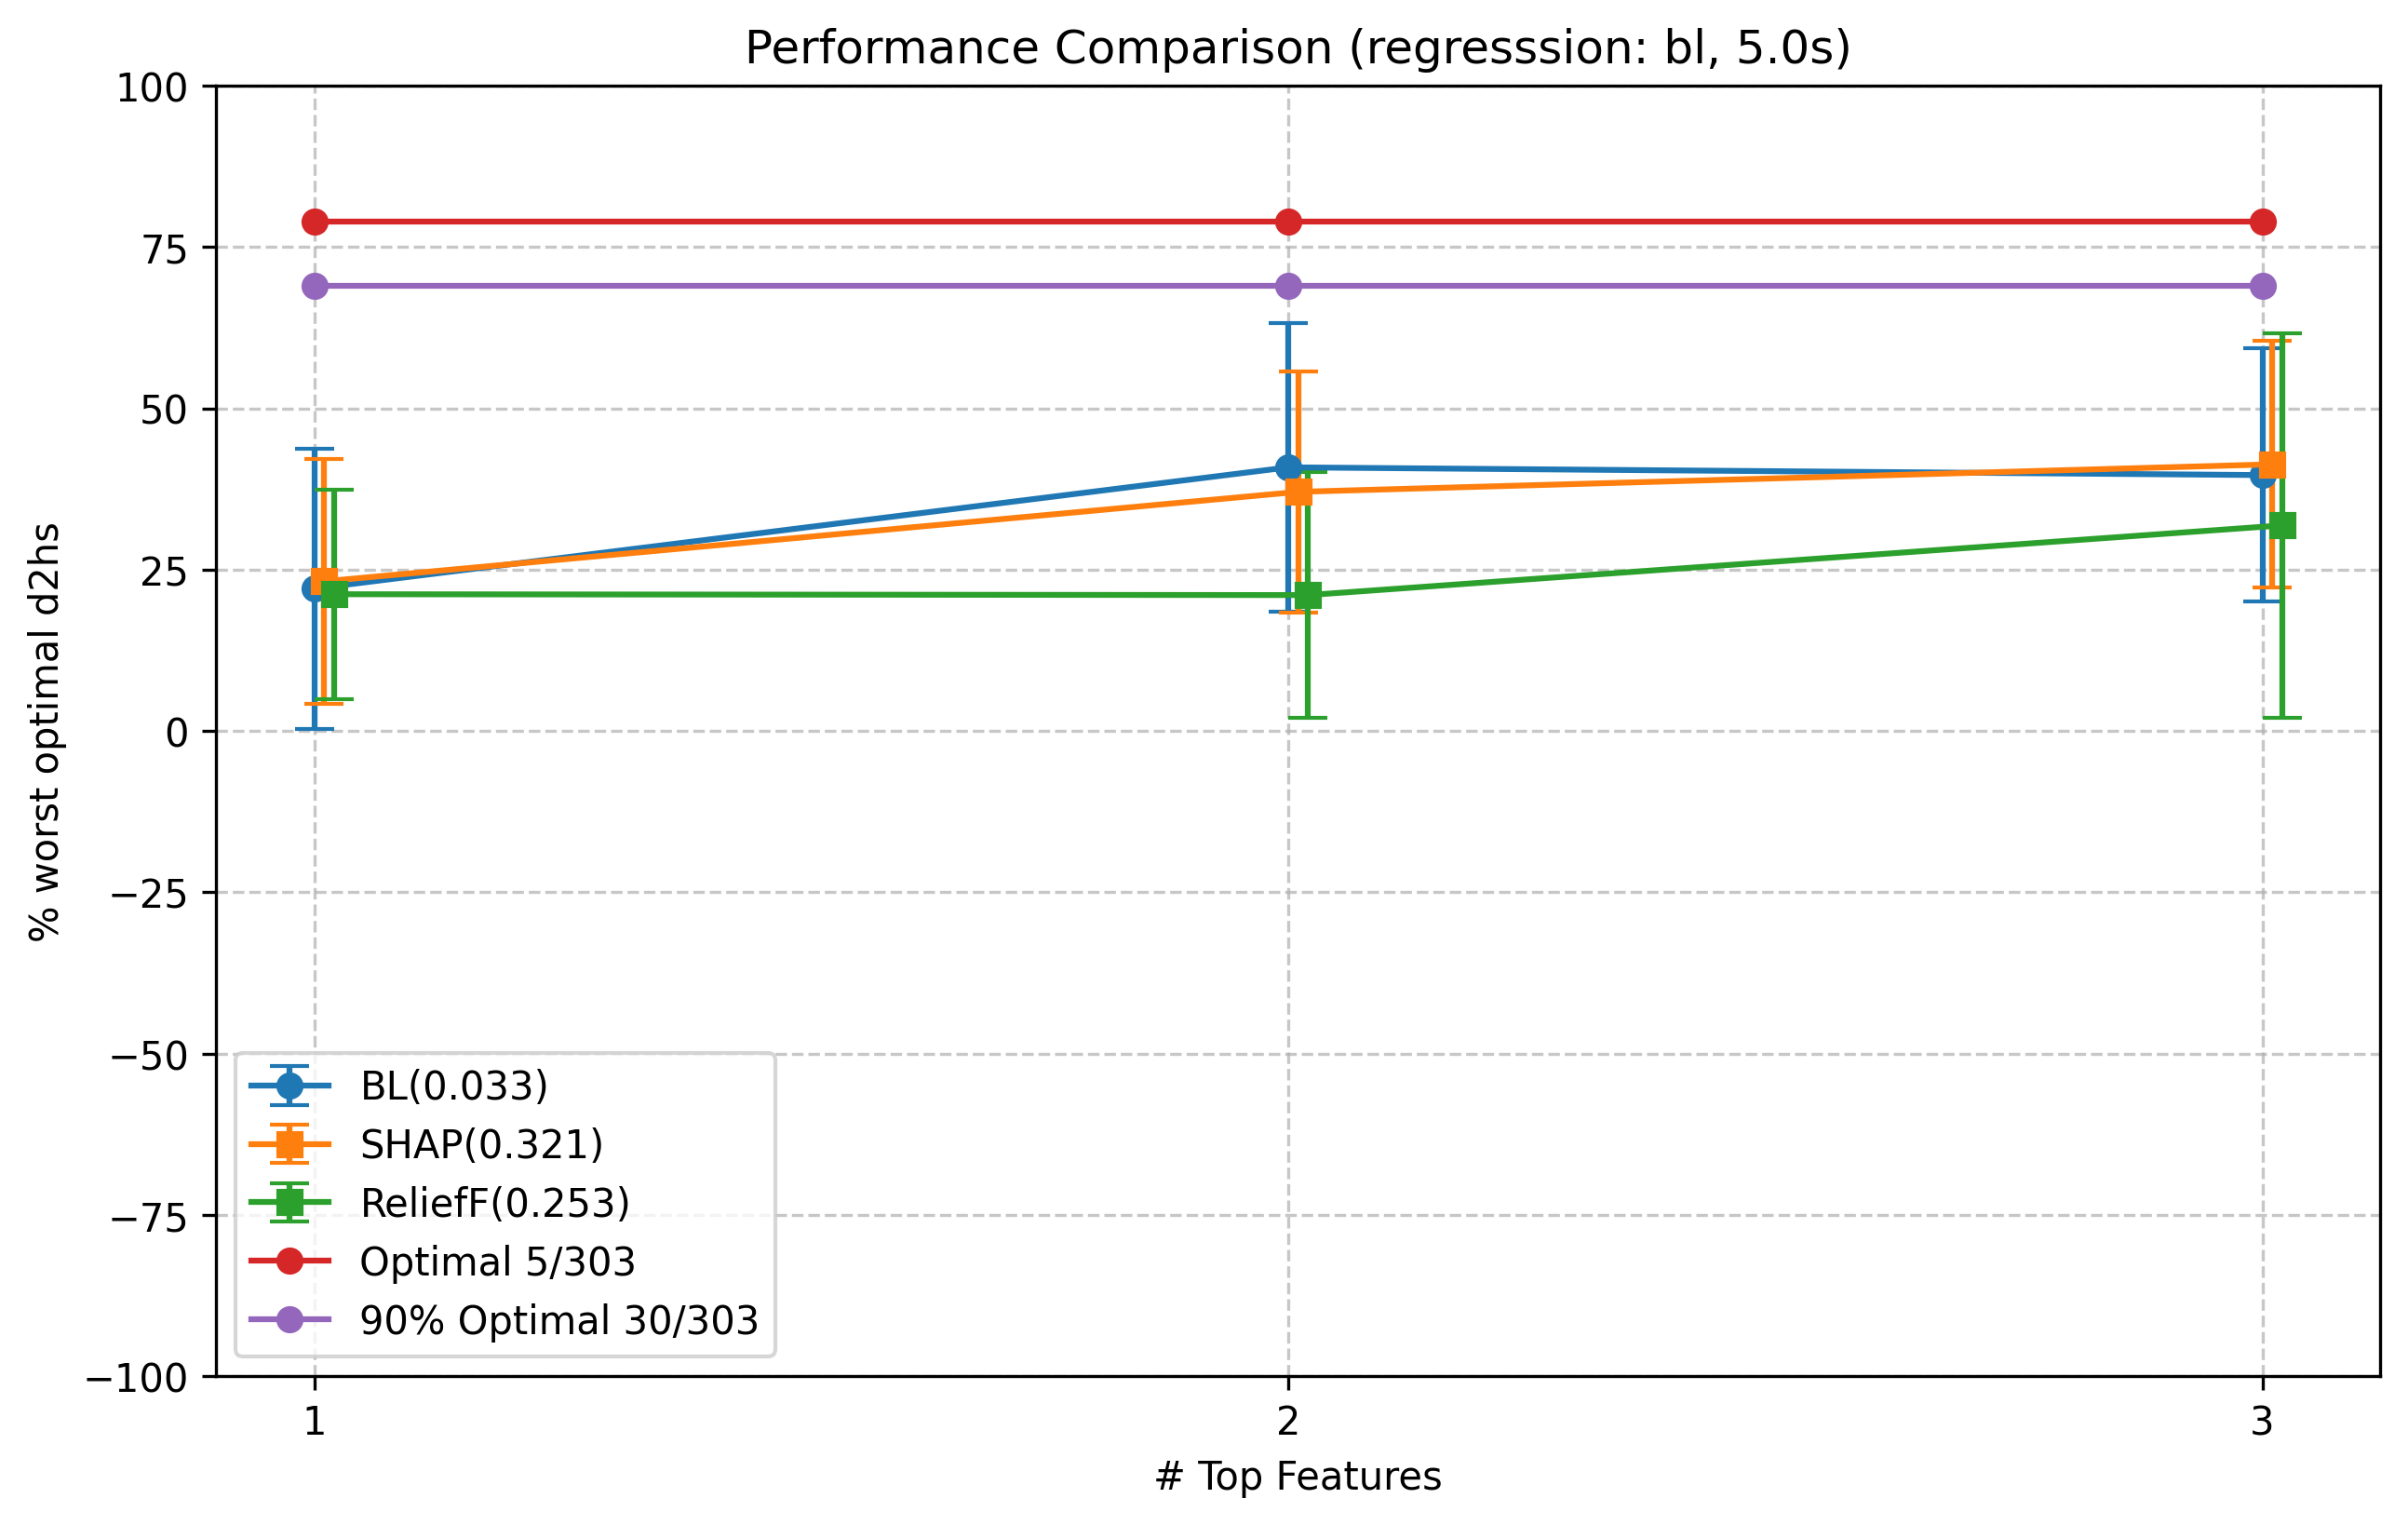 Performance Comparison (regresssion: bl, 5.0s)
% worst optimal d2hs
100
75
50
25
0
−25
−50
−75
−100
BL(0.033)
SHAP(0.321)
ReliefF(0.253)
Optimal 5/303
90% Optimal 30/303
1
2
3
# Top Features